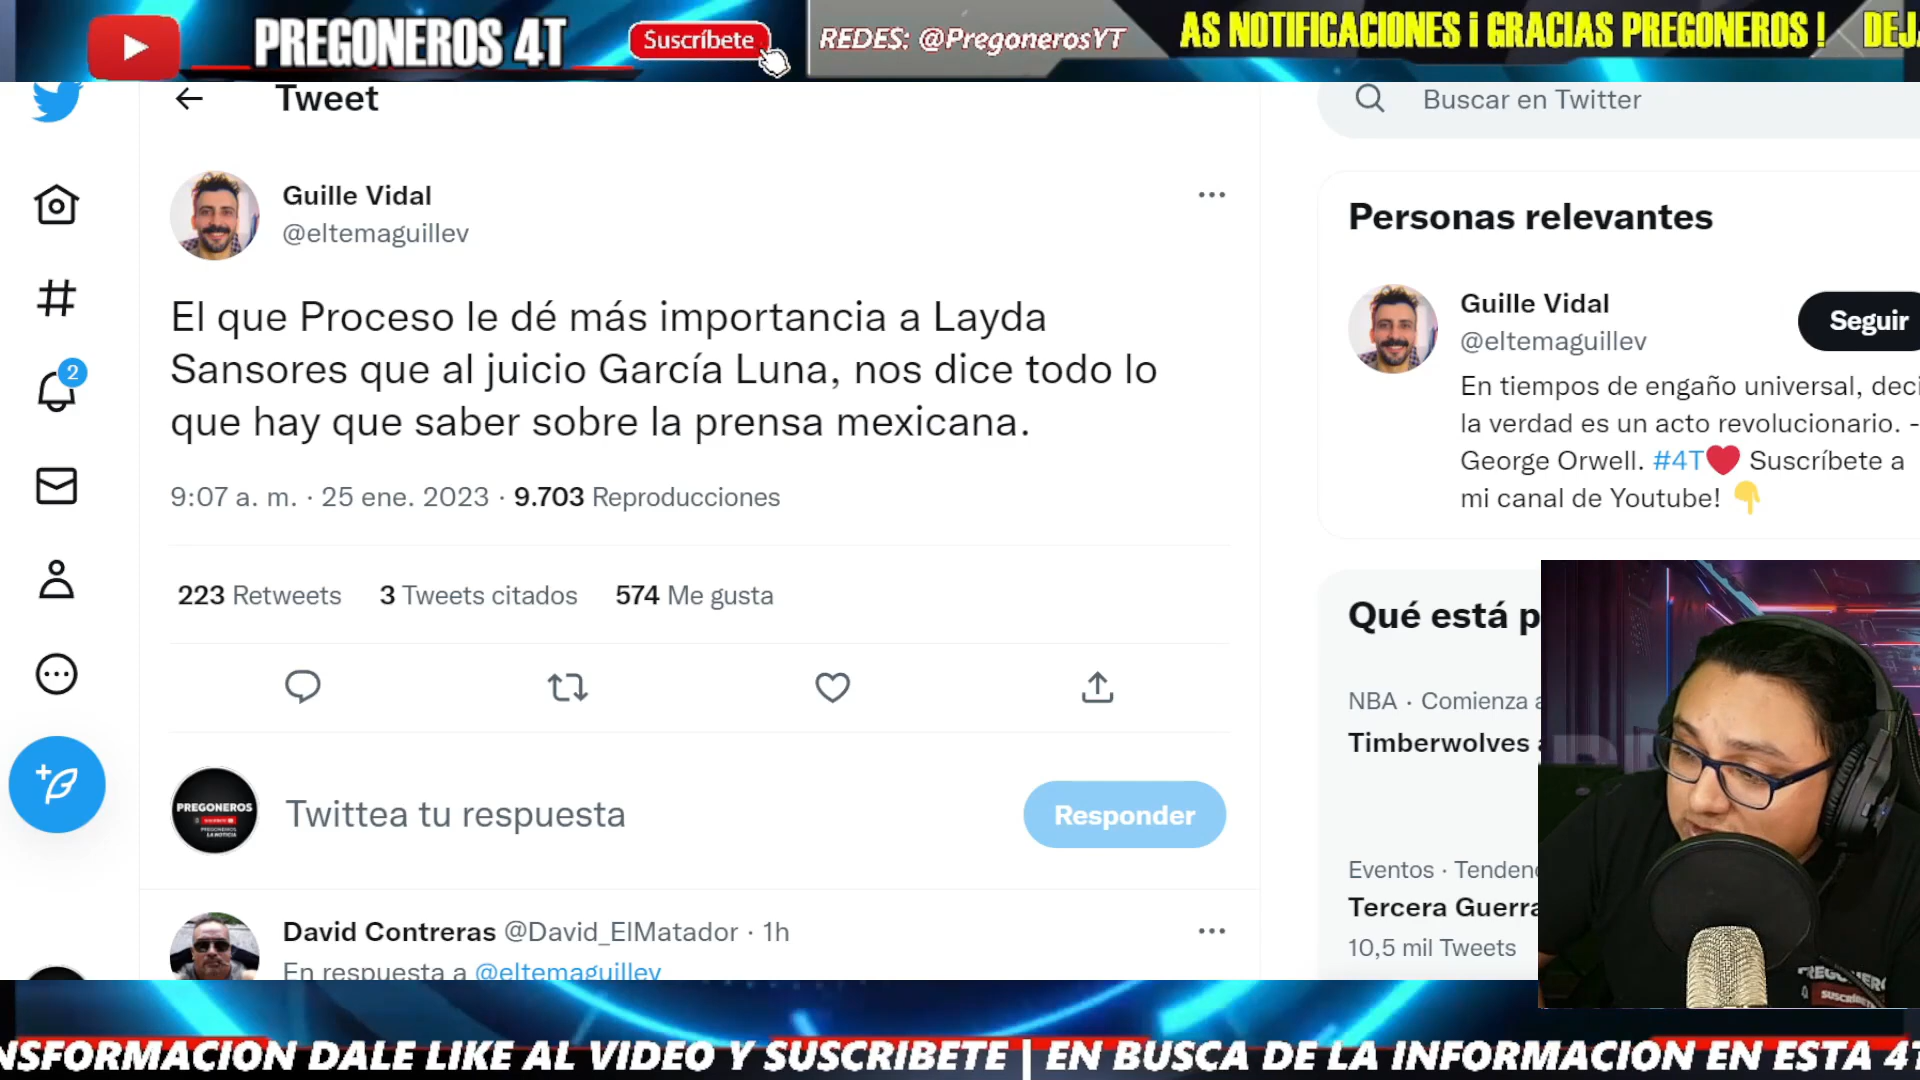 PREGONEROS 4T
Suscríbete
REDES: @PregonerosYT
AS NOTIFICACIONES ¡ GRACIAS PREGONEROS ! DEJ
Tweet
Buscar en Twitter
Guille Vidal
@eltemaguillev
El que Proceso le dé más importancia a Layda
Sansores que al juicio García Luna, nos dice todo lo
que hay que saber sobre la prensa mexicana.
9:07 a. m. · 25 ene. 2023 · 9.703 Reproducciones
223 Retweets 3 Tweets citados 574 Me gusta
2
PREGONEROS
Twittea tu respuesta
Responder
David Contreras @David_ElMatador · 1h
En respuesta a @eltemaguillev
Personas relevantes
Guille Vidal
@eltemaguillev
Seguir
En tiempos de engaño universal, deci
la verdad es un acto revolucionario. -
George Orwell. #4T❤️ Suscríbete a
mi canal de Youtube! 👇
Qué está p
NBA · Comienza a
Timberwolves a
Eventos · Tendenc
Tercera Guerra
10,5 mil Tweets
NSFORMACION DALE LIKE AL VIDEO Y SUSCRIBETE | EN BUSCA DE LA INFORMACION EN ESTA 4T